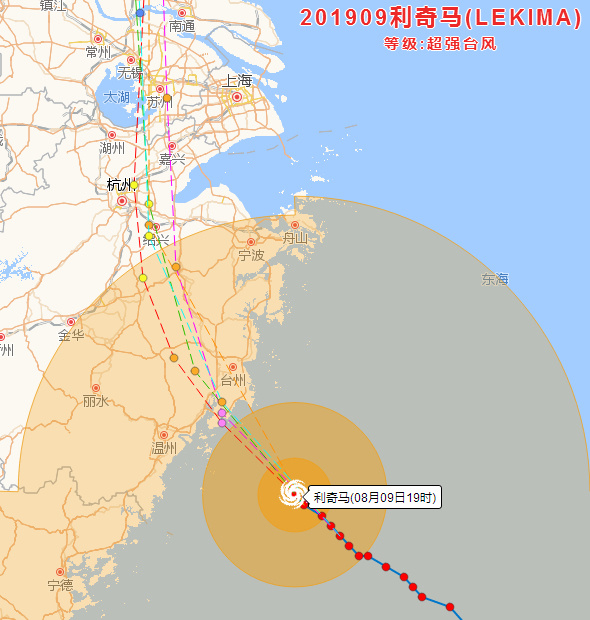 镇江
201909利奇马(LEKIMA)
南通
等级:超强台风
常州
无锡
上海
太湖
苏州
湖州
嘉兴
杭州
绍兴
舟山
宁波
东海
金华
州
台州
丽水
温州
利奇马(08月09日19时)
宁德